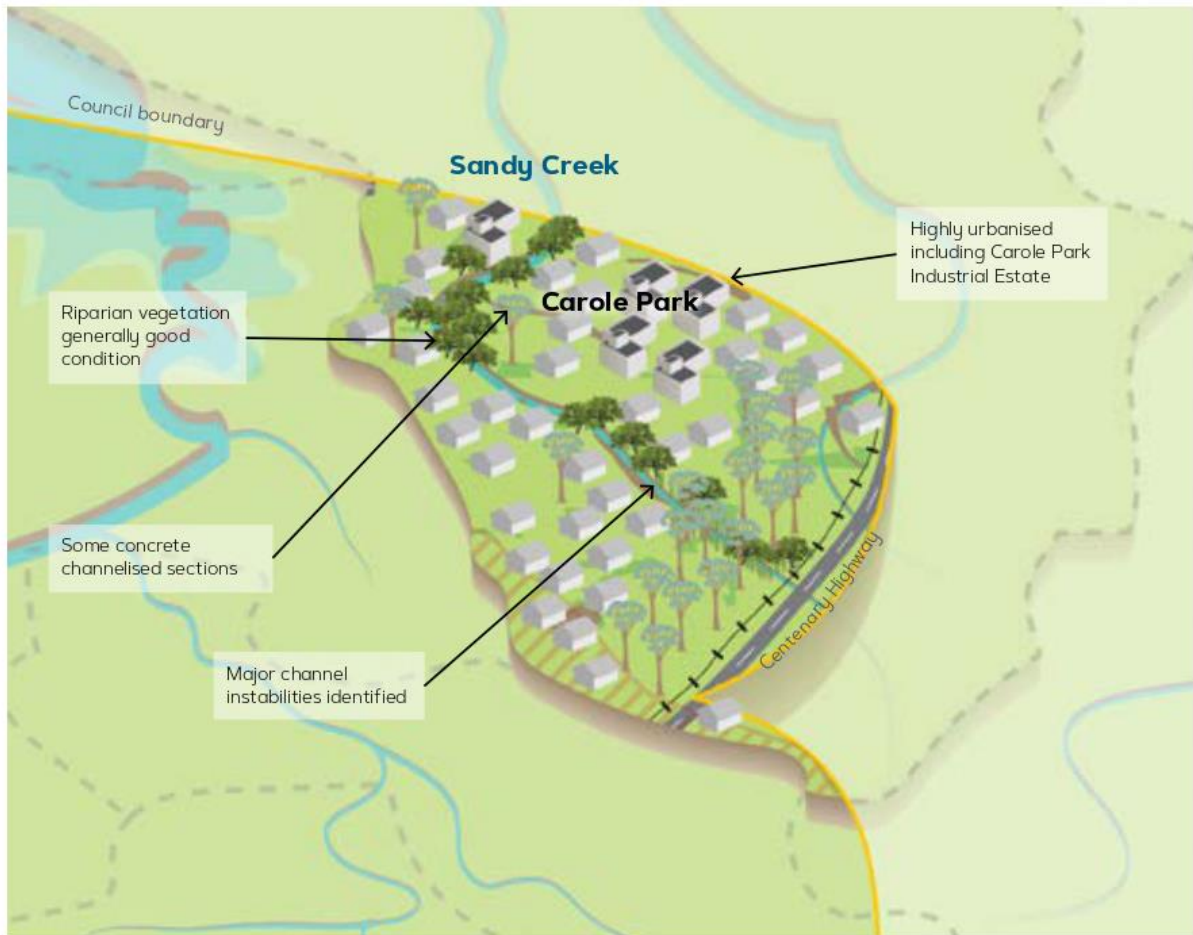 Council boundary
Sandy Creek
Highly urbanised
including Carole Park
Industrial Estate
Carole Park
Riparian vegetation
generally good
condition
Some concrete
channelised sections
Centenary Highway
Major channel
instabilities identified